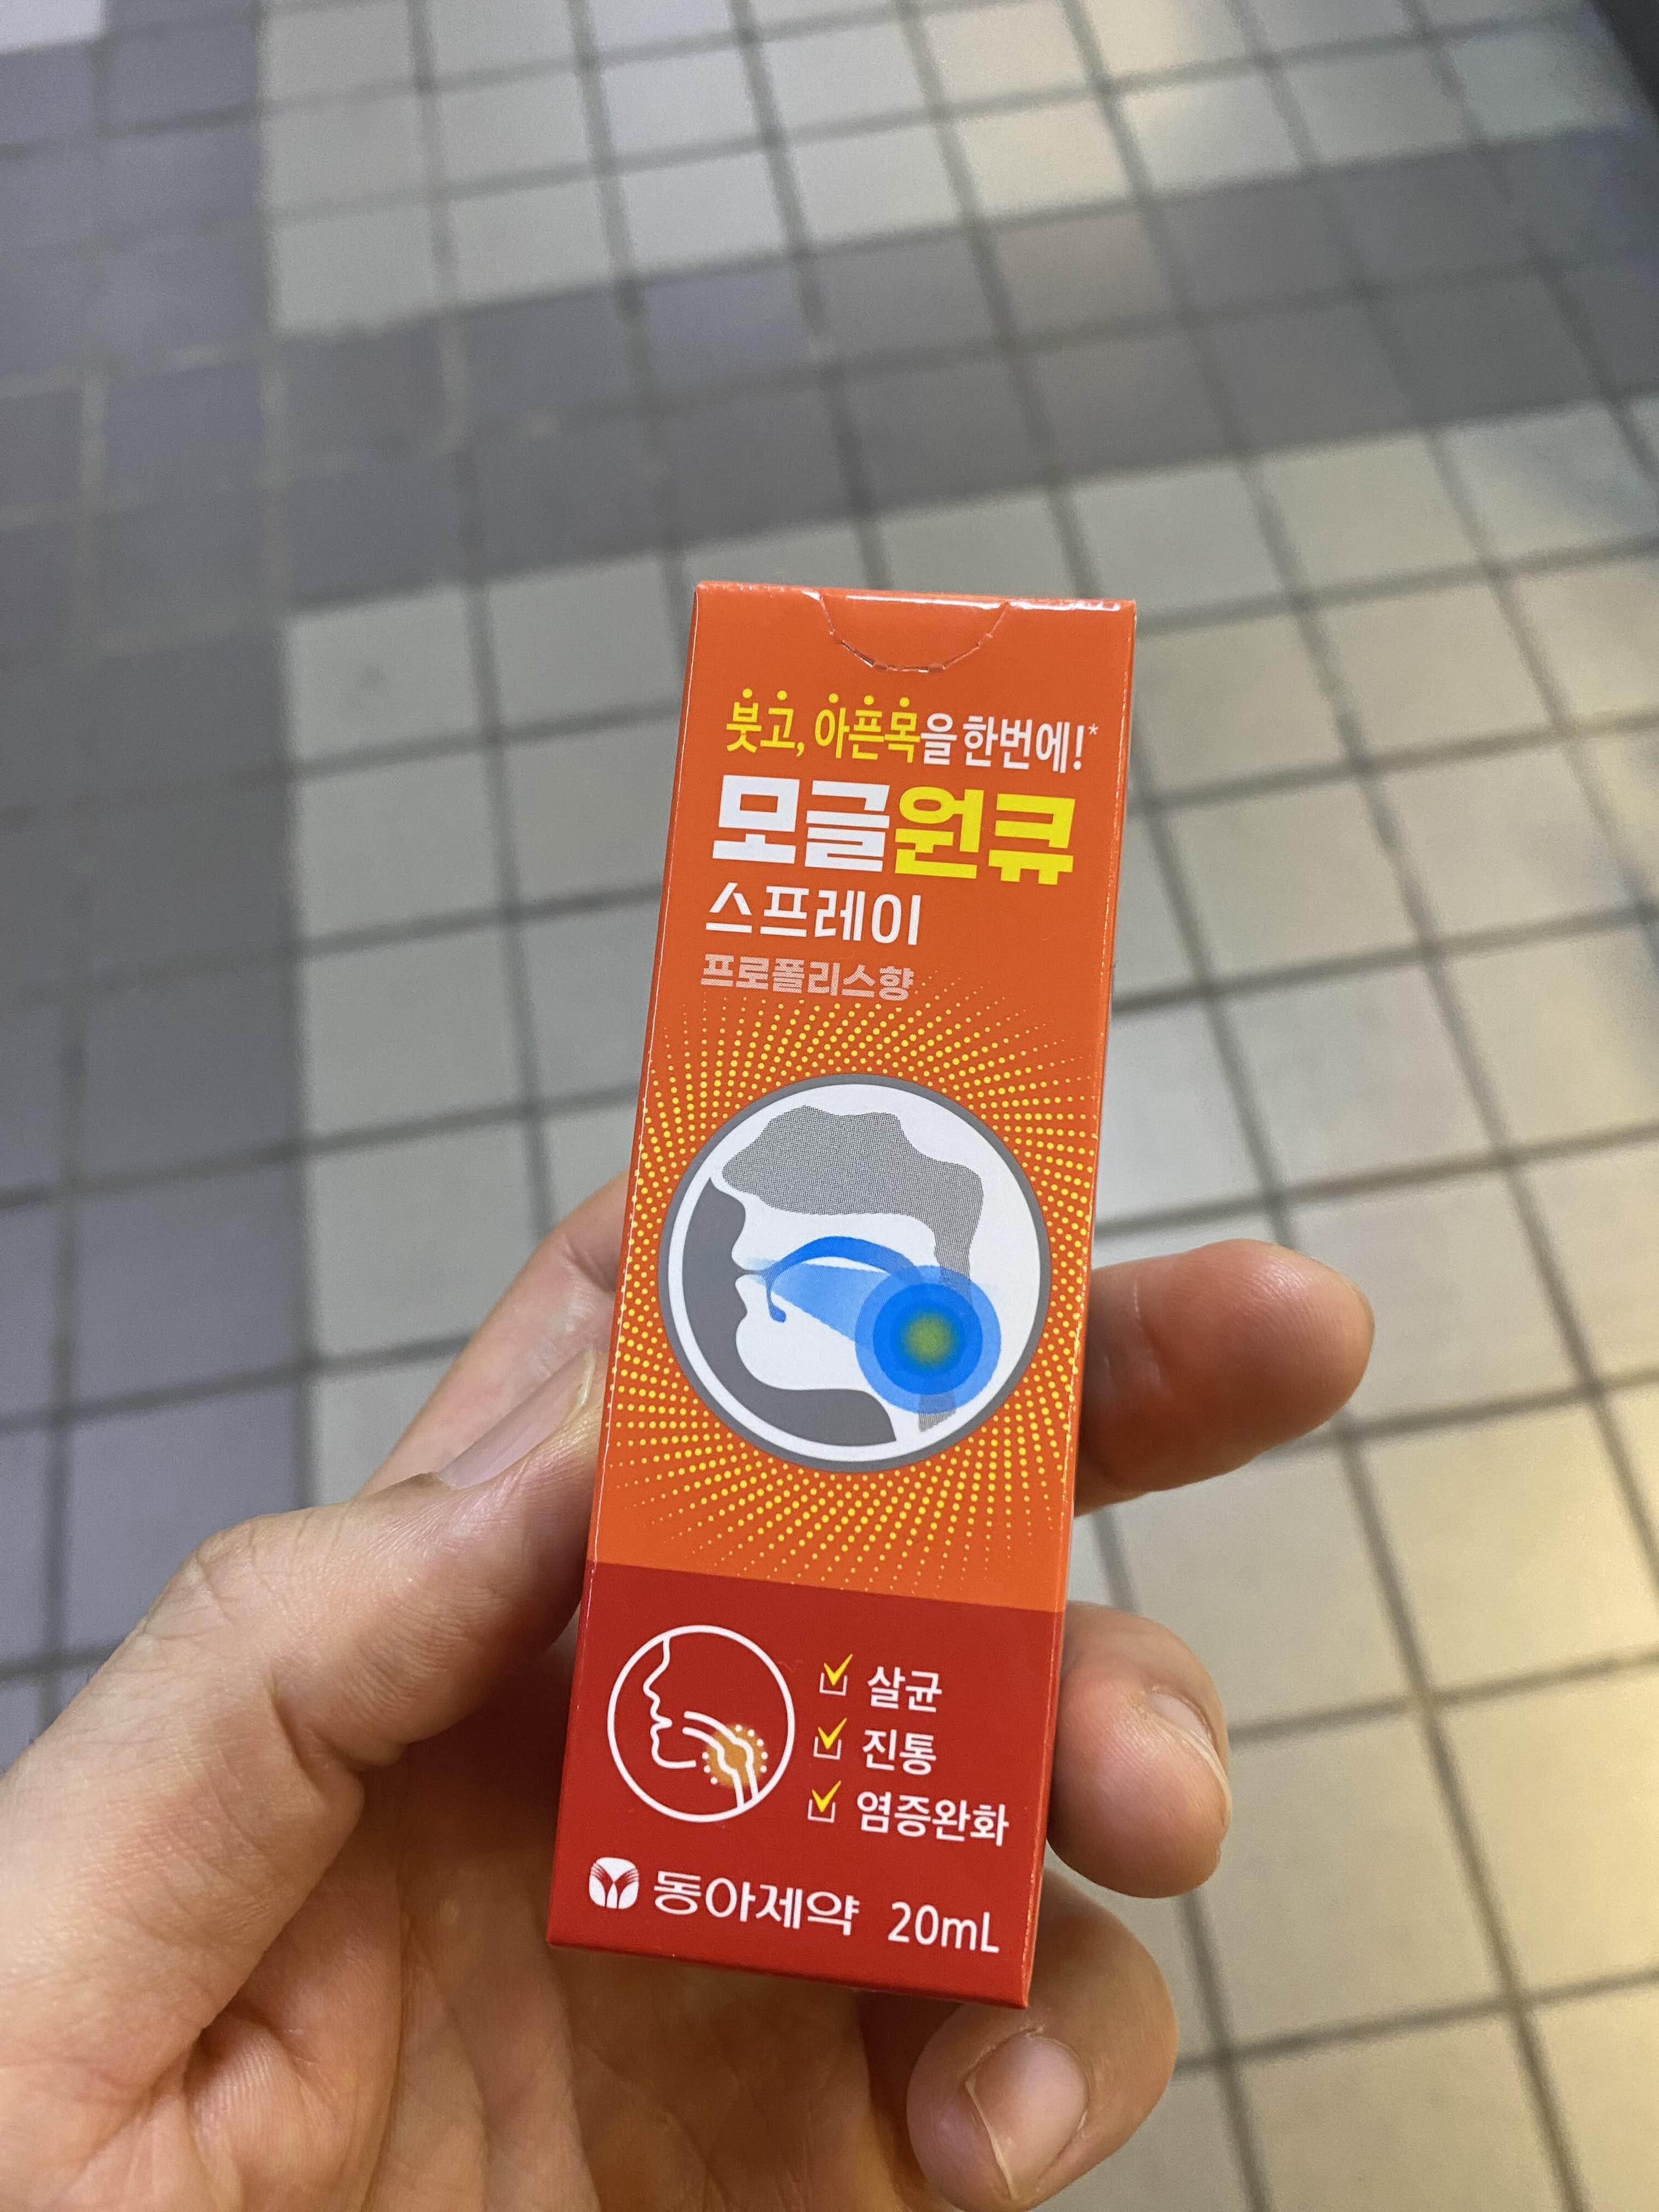 붓고, 아픈목을 한번에!*
모글원큐
스프레이
프로폴리스향
살균
진통
염증완화
동아제약 20mL